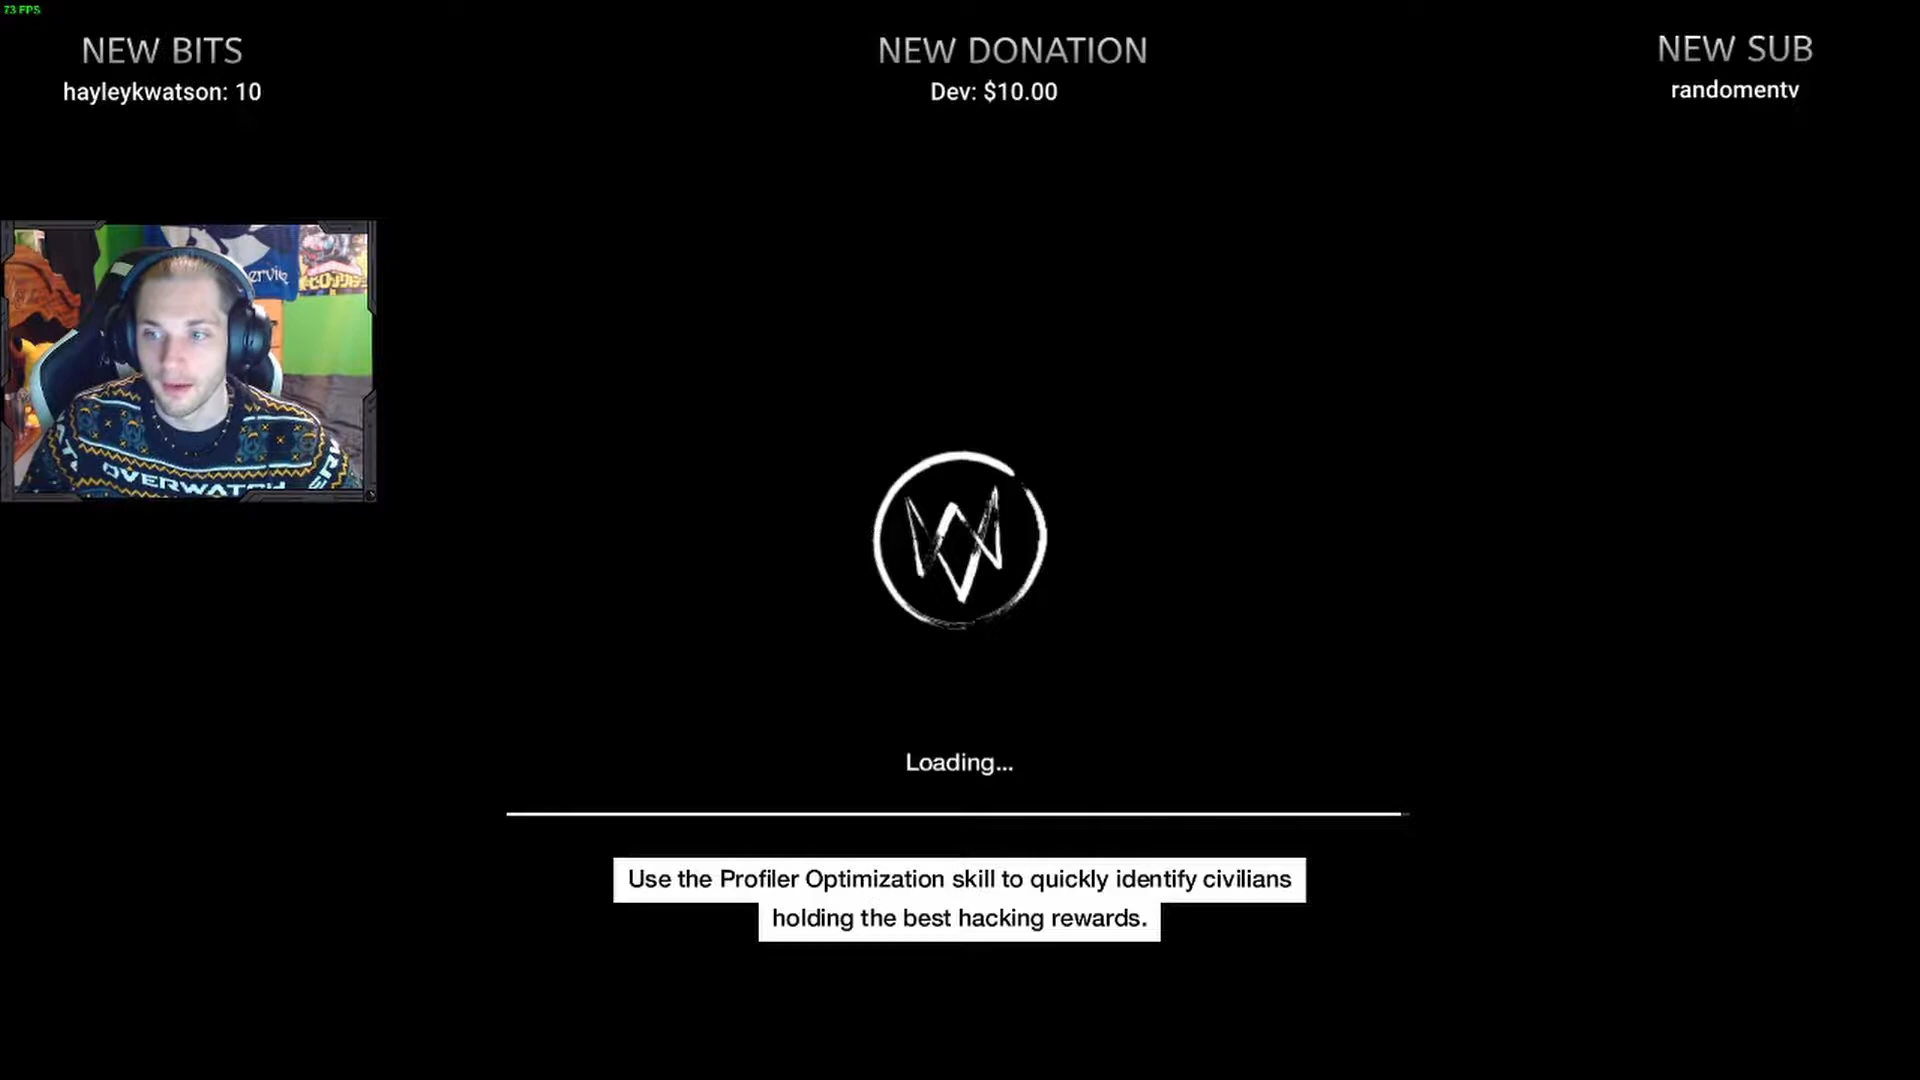 73 FPS
NEW BITS
hayleykwatson: 10
NEW DONATION
Dev: $10.00
NEW SUB
randomentv
OVERWATCH
Loading...
Use the Profiler Optimization skill to quickly identify civilians
holding the best hacking rewards.